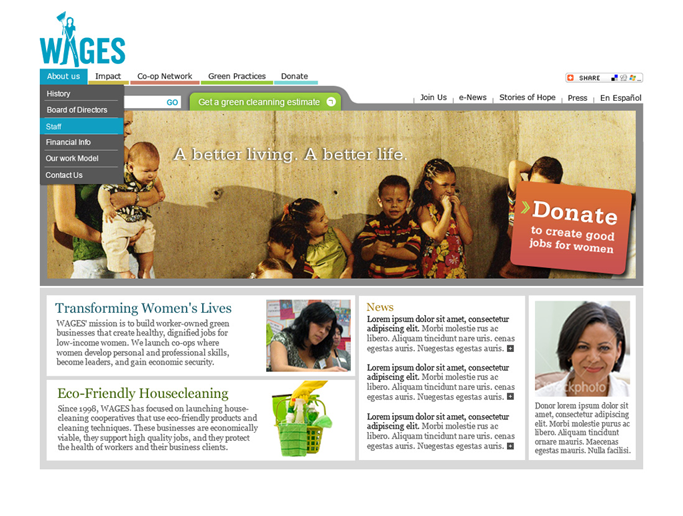 WAGES
About us
Impact
Co-op Network
Green Practices
Donate
SHARE
History
Board of Directors
Staff
Financial Info
Our work Model
Contact Us
GO
Get a green cleanning estimate
Join Us
e-News
Stories of Hope
Press
En Español
A better living. A better life.
Donate
to create good
jobs for women
Transforming Women's Lives
WAGES' mission is to build worker-owned green
businesses that create healthy, dignified jobs for
low-income women. We launch co-ops where
women develop personal and professional skills,
become leaders, and gain economic security.
Eco-Friendly Housecleaning
Since 1998, WAGES has focused on launching house-
cleaning cooperatives that use eco-friendly products and
cleaning techniques. These businesses are economically
viable, they support high quality jobs, and they protect
the health of workers and their business clients.
News
Lorem ipsum dolor sit amet, consectetur
adipiscing elit. Morbi molestie rus ac
libero. Aliquam tincidunt nare uris. cenas
egestas auris. Nuegestas egestas auris.
Lorem ipsum dolor sit amet, consectetur
adipiscing elit. Morbi molestie rus ac
libero. Aliquam tincidunt nare uris. cenas
egestas auris. Nuegestas egestas auris.
Lorem ipsum dolor sit amet, consectetur
adipiscing elit. Morbi molestie rus ac
libero. Aliquam tincidunt nare uris. cenas
egestas auris. Nuegestas egestas auris.
Donor lorem ipsum dolor sit
amet, consectetur adipiscing
elit. Morbi molestie purus ac
libero. Aliquam tincidunt
ornare mauris. Maecenas
egestas mauris. Nulla facilisi.